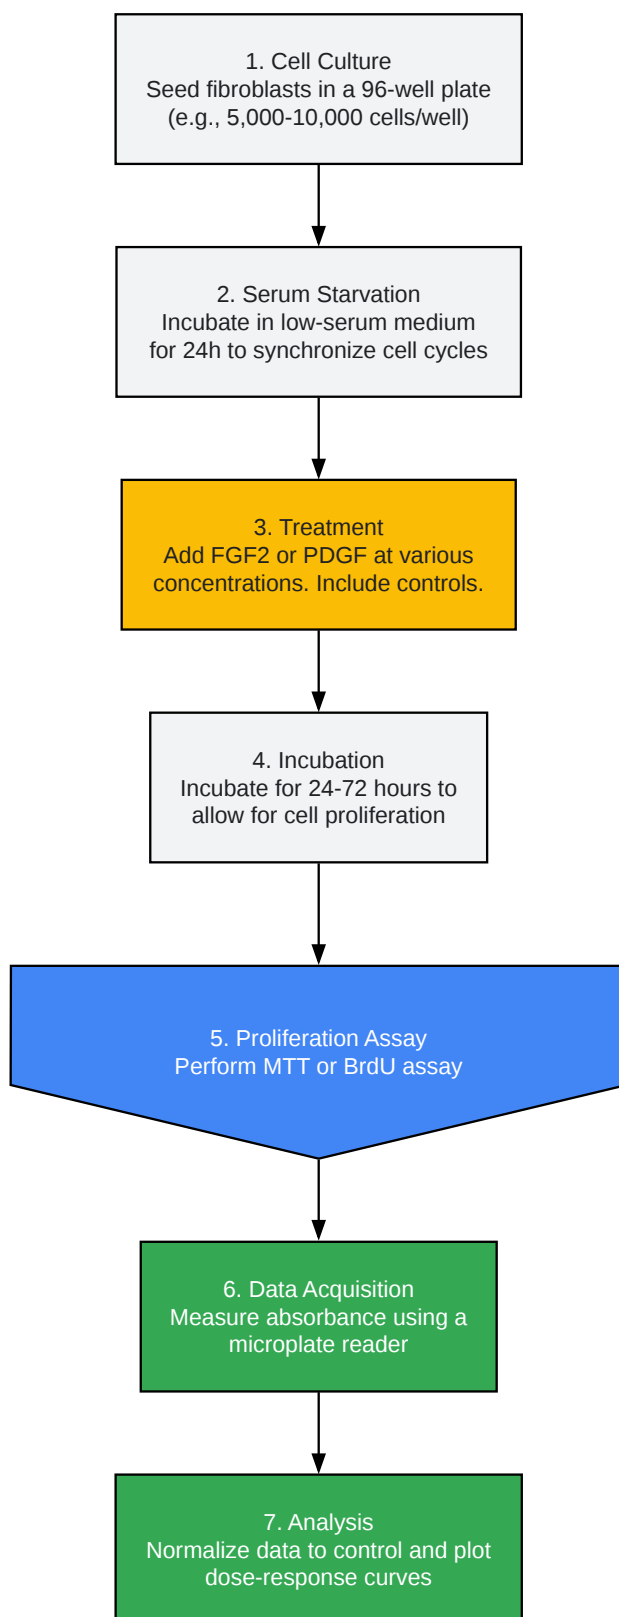 1. Cell Culture
Seed fibroblasts in a 96-well plate
(e.g., 5,000-10,000 cells/well)
2. Serum Starvation
Incubate in low-serum medium
for 24h to synchronize cell cycles
3. Treatment
Add FGF2 or PDGF at various
concentrations. Include controls.
4. Incubation
Incubate for 24-72 hours to
allow for cell proliferation
5. Proliferation Assay
Perform MTT or BrdU assay
6. Data Acquisition
Measure absorbance using a
microplate reader
7. Analysis
Normalize data to control and plot
dose-response curves